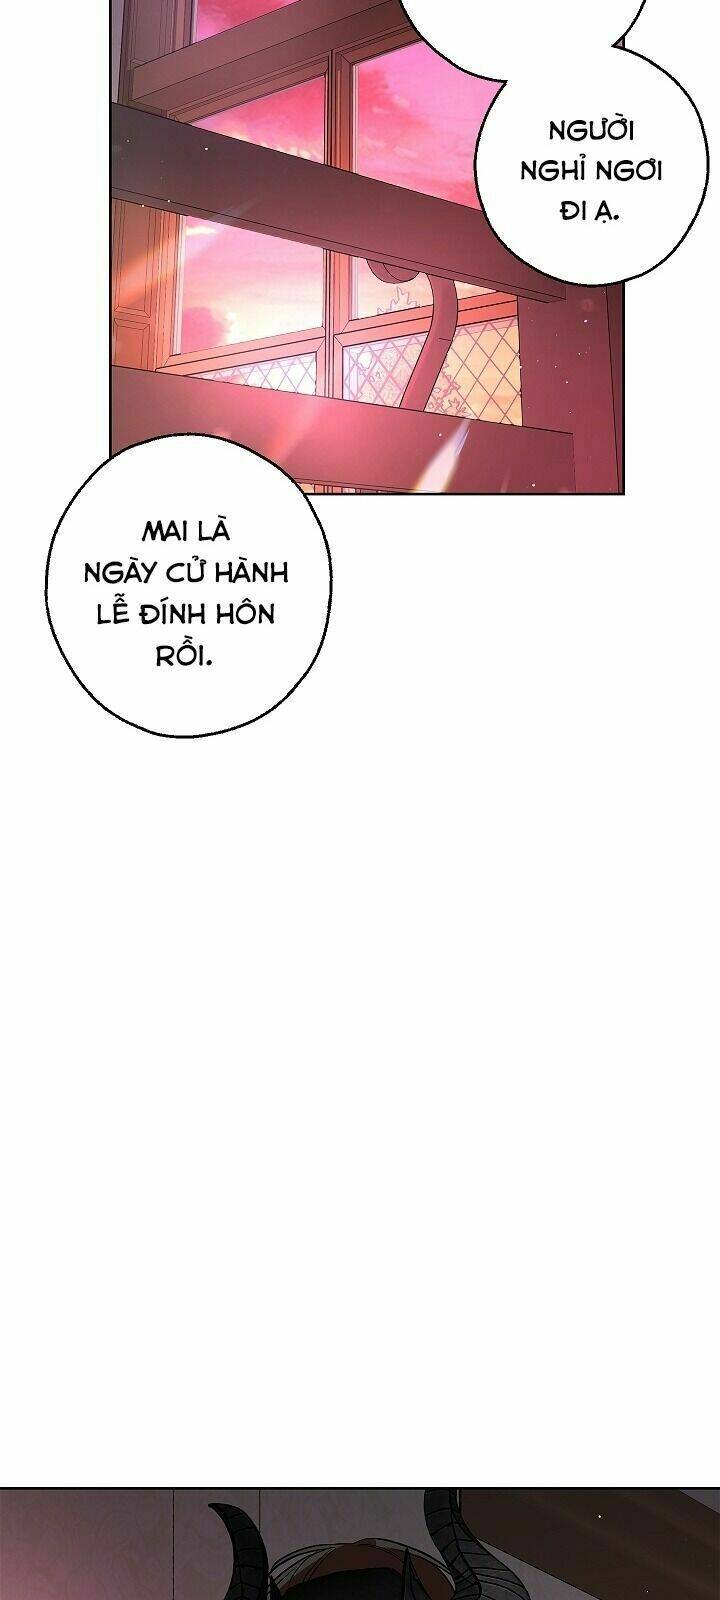 NGƯỜI
NGHỈ NGƠI
ĐI Ạ.
MAI LÀ
NGÀY CỬ HÀNH
LỄ ĐÍNH HÔN
RỒI.